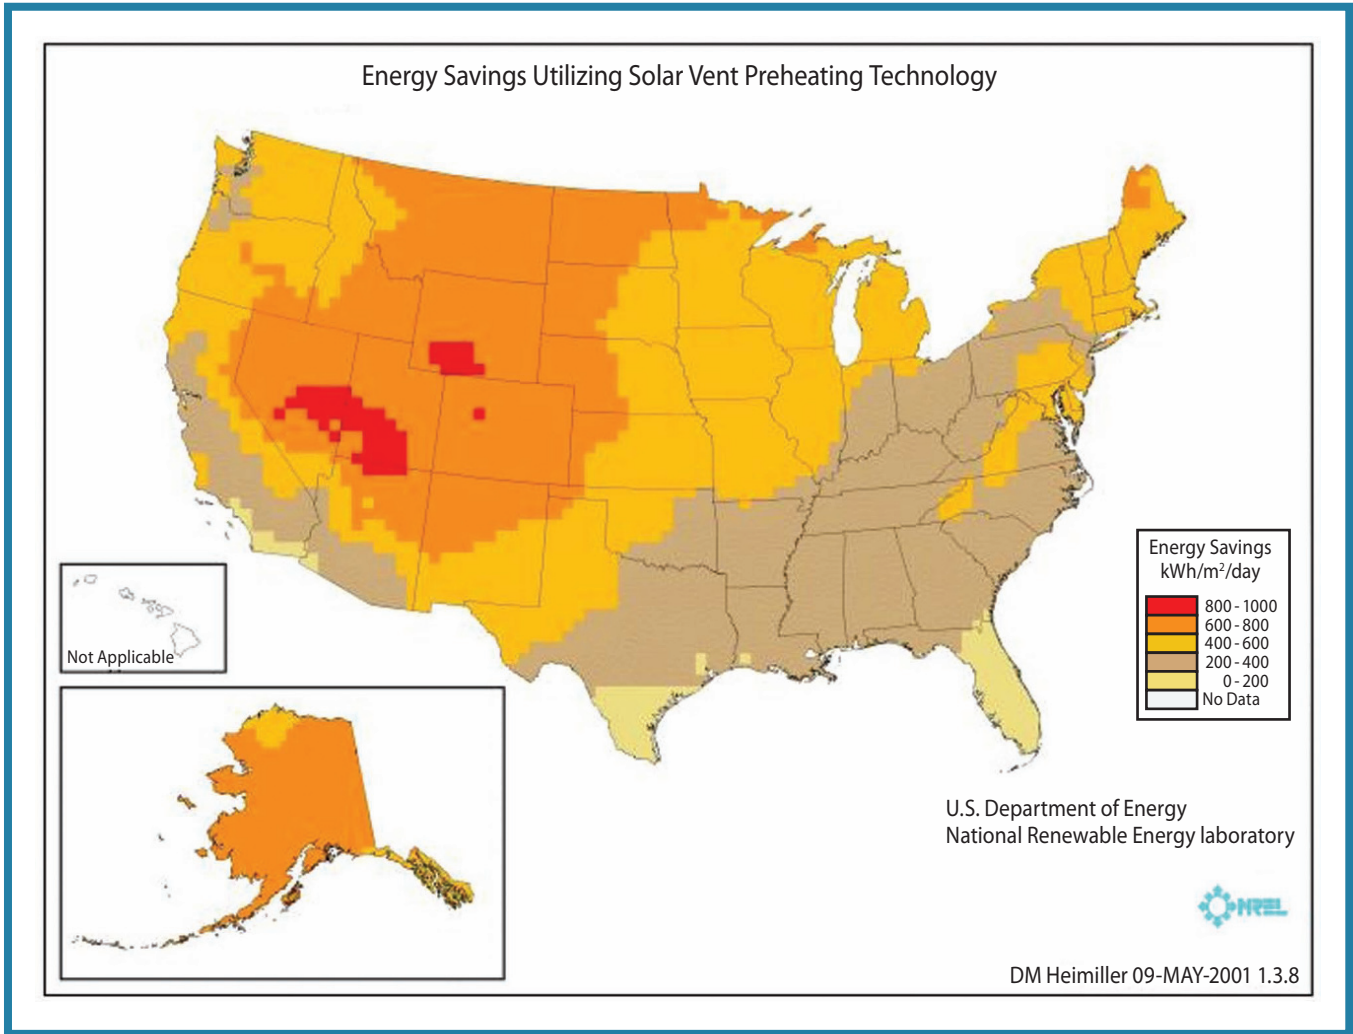 Energy Savings Utilizing Solar Vent Preheating Technology
Energy Savings
kWh/m²/day
800 - 1000
600 - 800
400 - 600
200 - 400
0 - 200
No Data
Not Applicable
U.S. Department of Energy
National Renewable Energy laboratory
NREL
DM Heimiller 09-MAY-2001 1.3.8